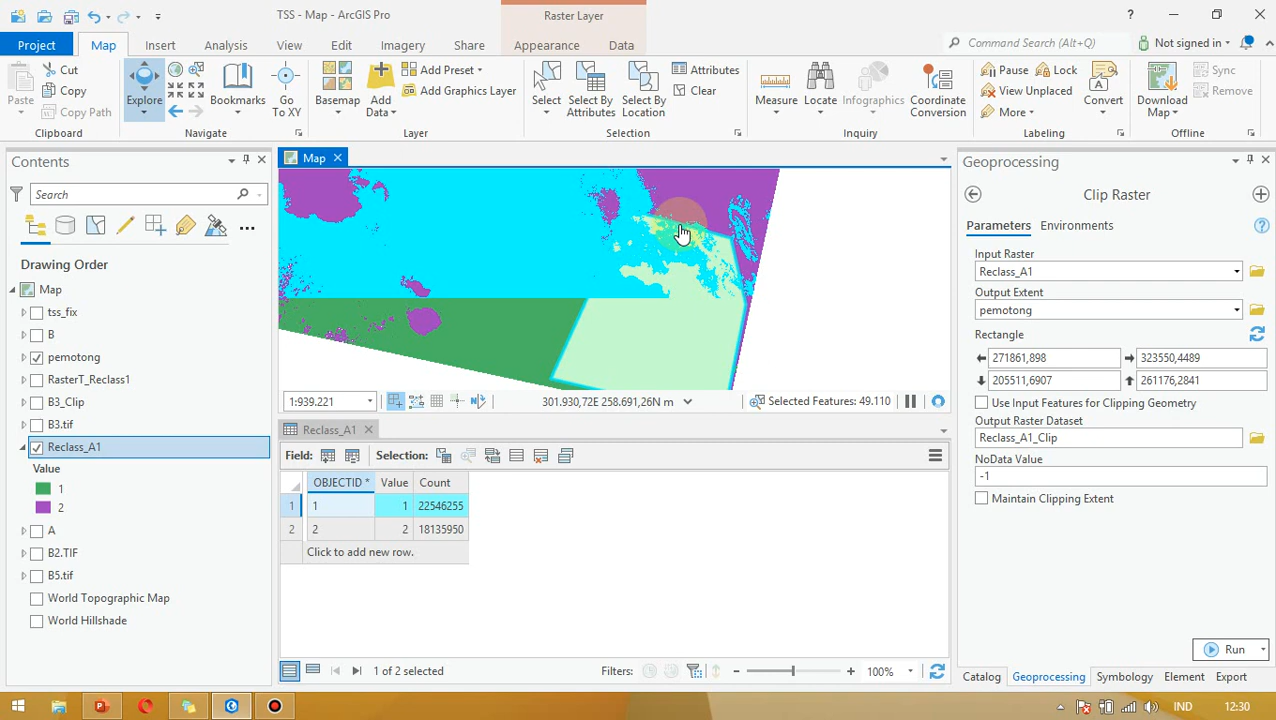 TSS - Map - ArcGIS Pro
Raster Layer
?
Project
Map
Insert
Analysis
View
Edit
Imagery
Share
Appearance
Data
Command Search (Alt+Q)
Not signed in
Paste
Cut
Copy
Copy Path
Clipboard
Explore
Bookmarks
Go To XY
Navigate
Basemap
Add Data
Add Preset
Add Graphics Layer
Layer
Select
Select By Attributes
Select By Location
Attributes
Clear
Selection
Measure
Locate
Infographics
Coordinate Conversion
Inquiry
Pause
Lock
View Unplaced
More
Convert
Labeling
Download Map
Sync
Remove
Offline
Contents
Search
Drawing Order
Map
tss_fix
B
pemotong
RasterT_Reclass1
B3_Clip
B3.tif
Reclass_A1
Value
1
2
A
B2.TIF
B5.tif
World Topographic Map
World Hillshade
Map
1:939.221
301.930,72E 258.691,26N m
Selected Features: 49.110
Reclass_A1
Field:
Selection:
OBJECTID * Value Count
1 1 1 22546255
2 2 2 18135950
Click to add new row.
1 of 2 selected
Filters:
100%
Geoprocessing
Clip Raster
Parameters
Environments
Input Raster
Reclass_A1
Output Extent
pemotong
Rectangle
271861,898
323550,4489
205511,6907
261176,2841
Use Input Features for Clipping Geometry
Output Raster Dataset
Reclass_A1_Clip
NoData Value
-1
Maintain Clipping Extent
Run
Catalog
Geoprocessing
Symbology
Element
Export
IND
12:30